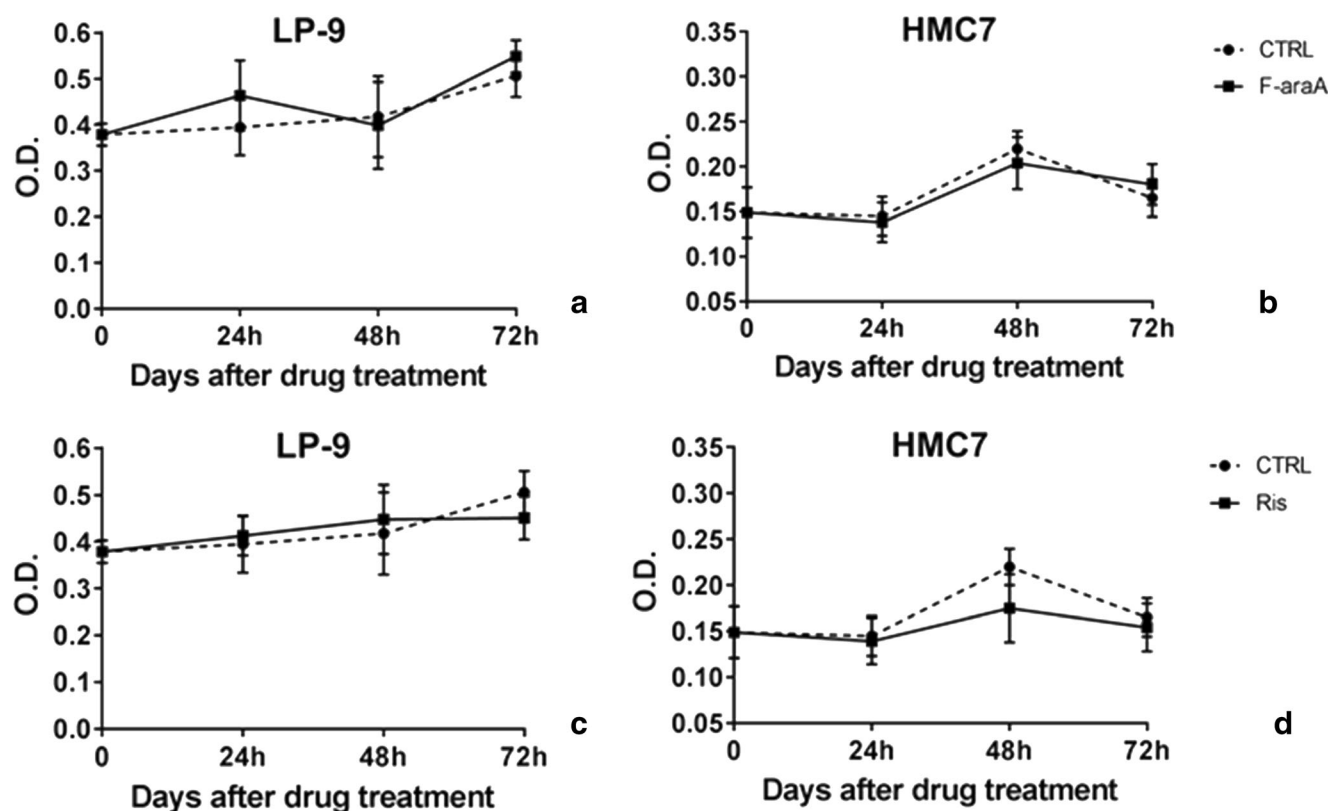 LP-9
0.6
0.5
0.4
0.3
0.2
0.1
0.0
O.D.
0 24h 48h 72h
Days after drug treatment
a
HMC7
0.35
0.30
0.25
0.20
0.15
0.10
0.05
O.D.
0 24h 48h 72h
Days after drug treatment
b
CTRL
F-araA
LP-9
0.6
0.5
0.4
0.3
0.2
0.1
0.0
O.D.
0 24h 48h 72h
Days after drug treatment
c
HMC7
0.35
0.30
0.25
0.20
0.15
0.10
0.05
O.D.
0 24h 48h 72h
Days after drug treatment
d
CTRL
Ris